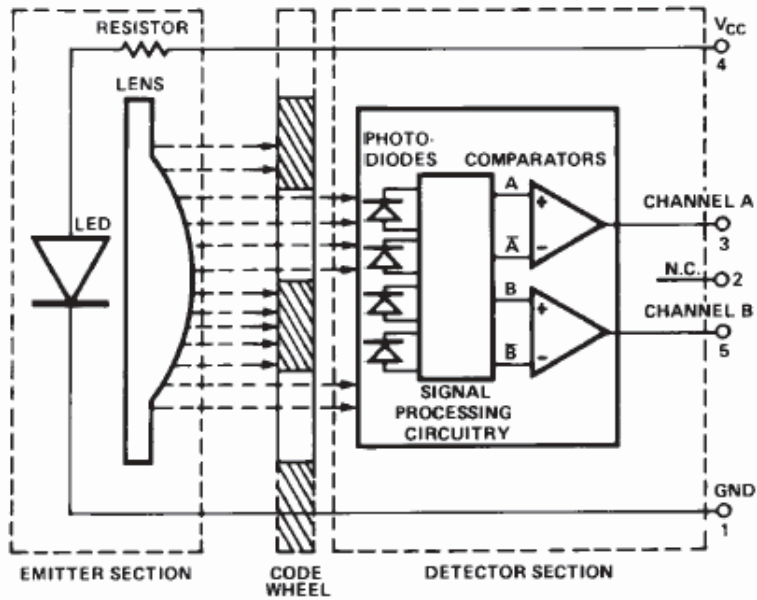 RESISTOR
VCC
4
LENS
PHOTO-
DIODES
COMPARATORS
A
CHANNEL A
3
LED
A̅
N.C.
2
B
CHANNEL B
5
B̅
SIGNAL
PROCESSING
CIRCUITRY
GND
1
EMITTER SECTION
CODE
WHEEL
DETECTOR SECTION